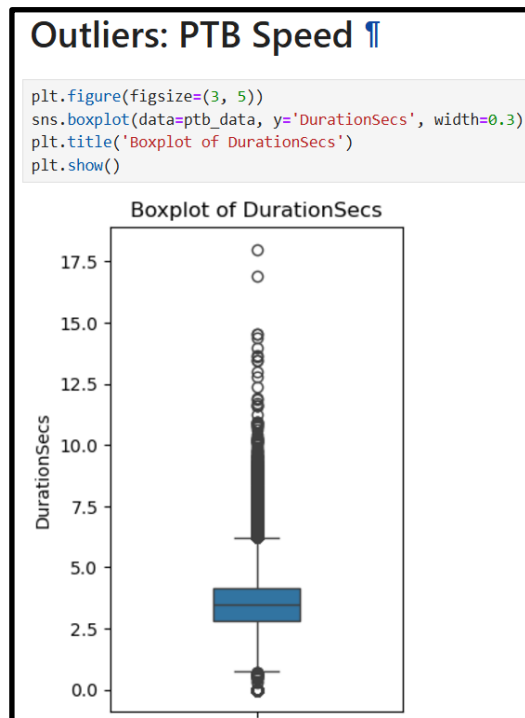 Outliers: PTB Speed ¶
plt.figure(figsize=(3, 5))
sns.boxplot(data=ptb_data, y='DurationSecs', width=0.3)
plt.title('Boxplot of DurationSecs')
plt.show()
Boxplot of DurationSecs
17.5
15.0
12.5
10.0
7.5
5.0
2.5
0.0
DurationSecs